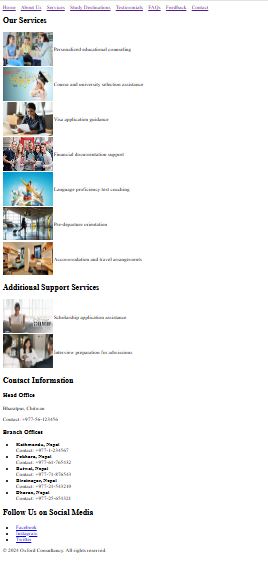 Home About Us Services Study Destinations Testimonials FAQs Feedback Contact
Our Services
Personalized educational counseling
Course and university selection assistance
Visa application guidance
Financial documentation support
Language proficiency test coaching
Pre-departure orientation
Accommodation and travel arrangements
Additional Support Services
Scholarship application assistance
Interview preparation for admissions
Contact Information
Head Office
Bharatpur, Chitwan
Contact: +977-56-123456
Branch Offices
Kathmandu, Nepal
Contact: +977-1-234567
Pokhara, Nepal
Contact: +977-61-765432
Butwal, Nepal
Contact: +977-71-876543
Biratnagar, Nepal
Contact: +977-21-543210
Dharan, Nepal
Contact: +977-25-654321
Follow Us on Social Media
Facebook
Instagram
Twitter
© 2024 Oxford Consultancy. All rights reserved.